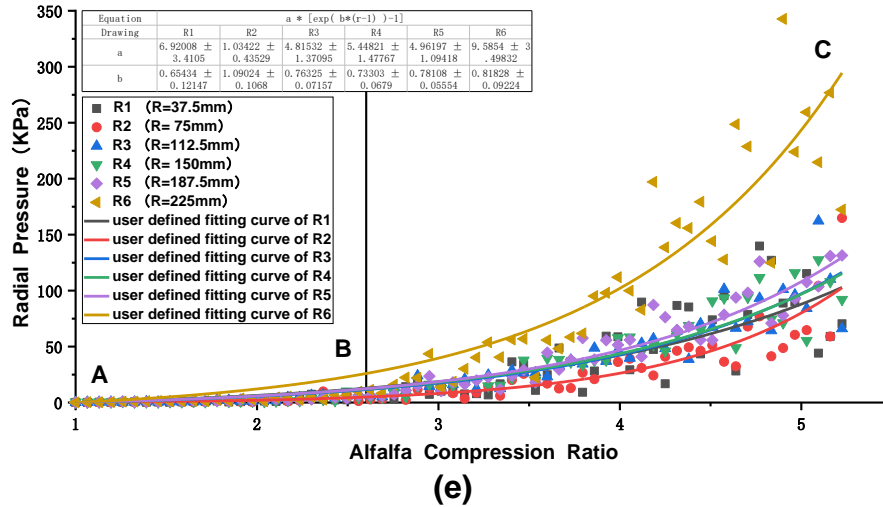 Equation a * [exp( b*(r-1) )-1]
Drawing R1 R2 R3 R4 R5 R6
a 6.92008 ± 3.4105 1.03422 ± 0.43529 4.81532 ± 1.37095 5.44821 ± 1.47767 4.96197 ± 1.09418 9.5854 ± 3.49832
b 0.65434 ± 0.12147 1.09024 ± 0.1068 0.76325 ± 0.07157 0.73303 ± 0.0679 0.78108 ± 0.05554 0.81828 ± 0.09224
R1 (R=37.5mm)
R2 (R= 75mm)
R3 (R=112.5mm)
R4 (R= 150mm)
R5 (R=187.5mm)
R6 (R=225mm)
user defined fitting curve of R1
user defined fitting curve of R2
user defined fitting curve of R3
user defined fitting curve of R4
user defined fitting curve of R5
user defined fitting curve of R6
A
B
C
Radial Pressure (KPa)
350
300
250
200
150
100
50
0
1 2 3 4 5
Alfalfa Compression Ratio
(e)